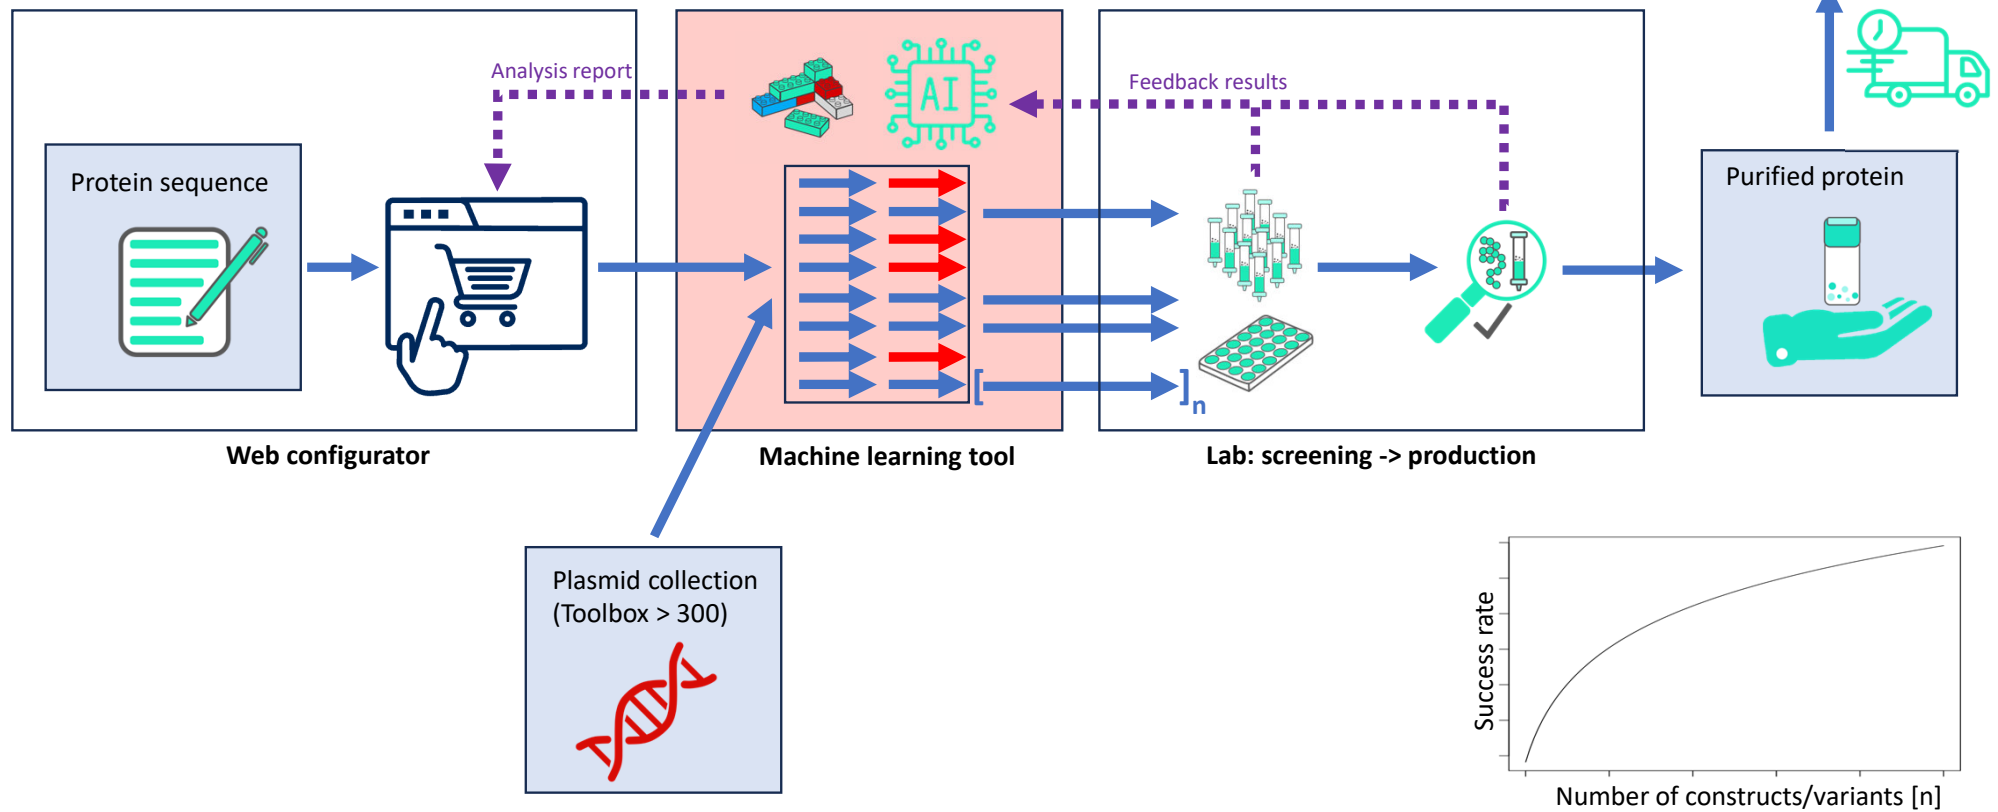 Analysis report
Feedback results
Protein sequence
AI
Purified protein
[
]n
Web configurator
Machine learning tool
Lab: screening -> production
Plasmid collection
(Toolbox > 300)
Success rate
Number of constructs/variants [n]